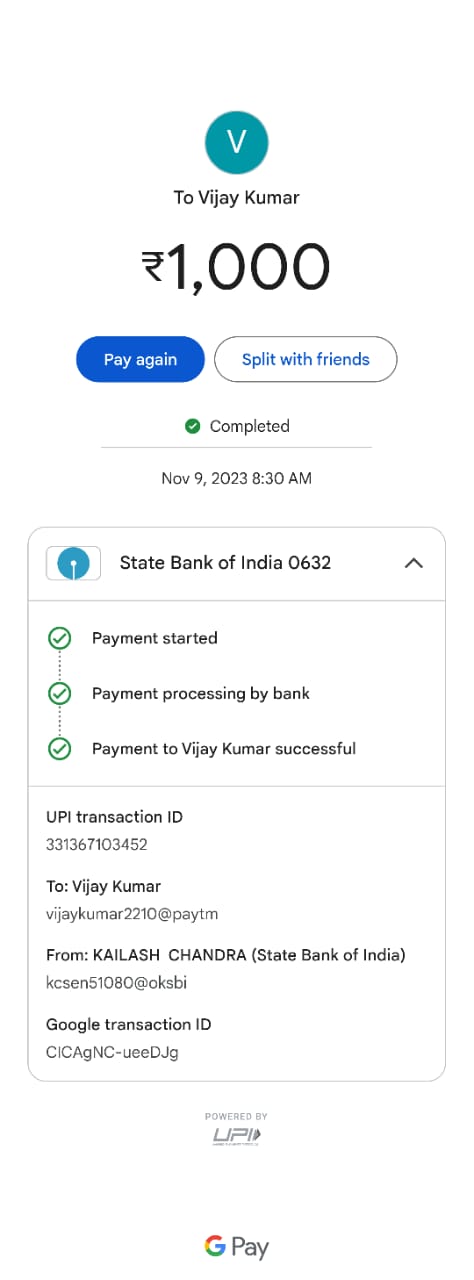 V
To Vijay Kumar
₹1,000
Pay again
Split with friends
Completed
Nov 9, 2023 8:30 AM
State Bank of India 0632
Payment started
Payment processing by bank
Payment to Vijay Kumar successful
UPI transaction ID
331367103452
To: Vijay Kumar
vijaykumar2210@paytm
From: KAILASH CHANDRA (State Bank of India)
kcsen51080@oksbi
Google transaction ID
CICAgNC-ueeDJg
POWERED BY
UPI
G Pay